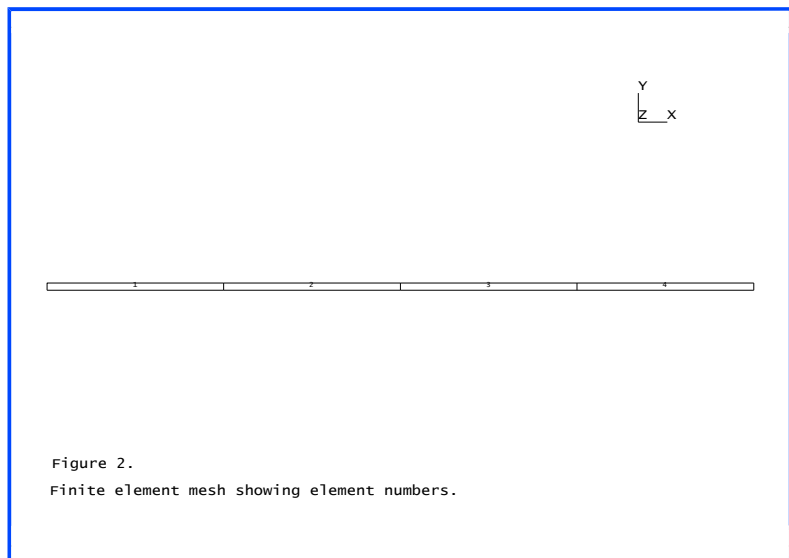 Y
Z X
1 2 3 4
Figure 2.
Finite element mesh showing element numbers.